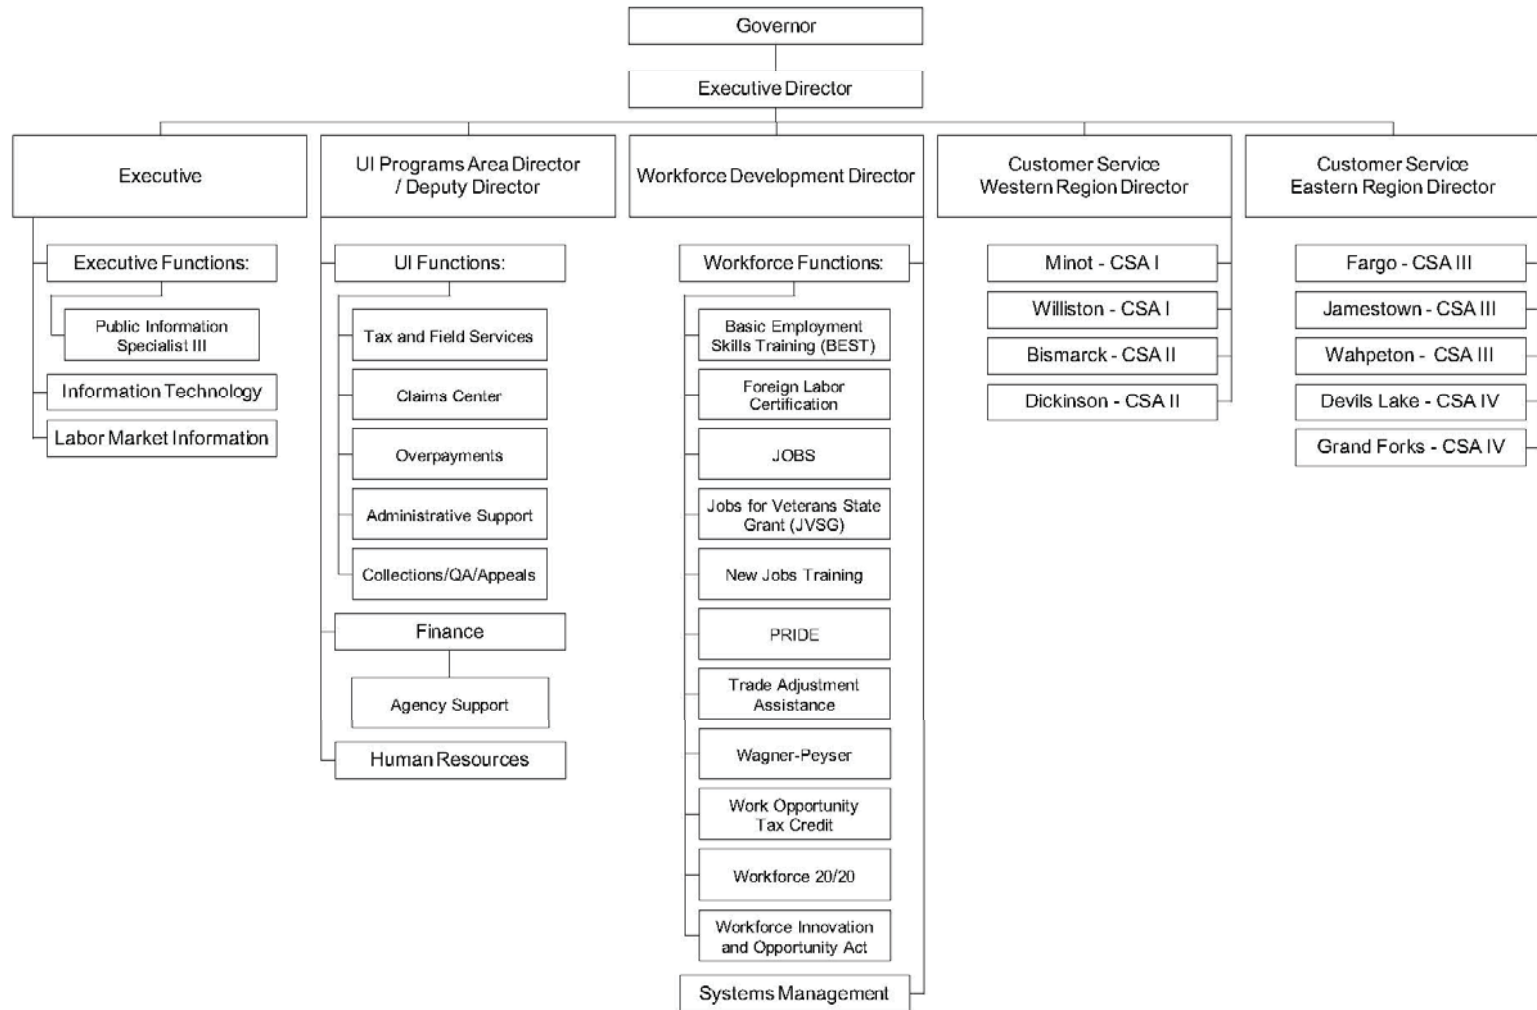 Governor
Executive Director
Executive
UI Programs Area Director
/ Deputy Director
Workforce Development Director
Customer Service
Western Region Director
Customer Service
Eastern Region Director
Executive Functions:
Public Information
Specialist III
Information Technology
Labor Market Information
UI Functions:
Tax and Field Services
Claims Center
Overpayments
Administrative Support
Collections/QA/Appeals
Finance
Agency Support
Human Resources
Workforce Functions:
Basic Employment
Skills Training (BEST)
Foreign Labor
Certification
JOBS
Jobs for Veterans State
Grant (JVSG)
New Jobs Training
PRIDE
Trade Adjustment
Assistance
Wagner-Peyser
Work Opportunity
Tax Credit
Workforce 20/20
Workforce Innovation
and Opportunity Act
Systems Management
Minot - CSA I
Williston - CSA I
Bismarck - CSA II
Dickinson - CSA II
Fargo - CSA III
Jamestown - CSA III
Wahpeton - CSA III
Devils Lake - CSA IV
Grand Forks - CSA IV